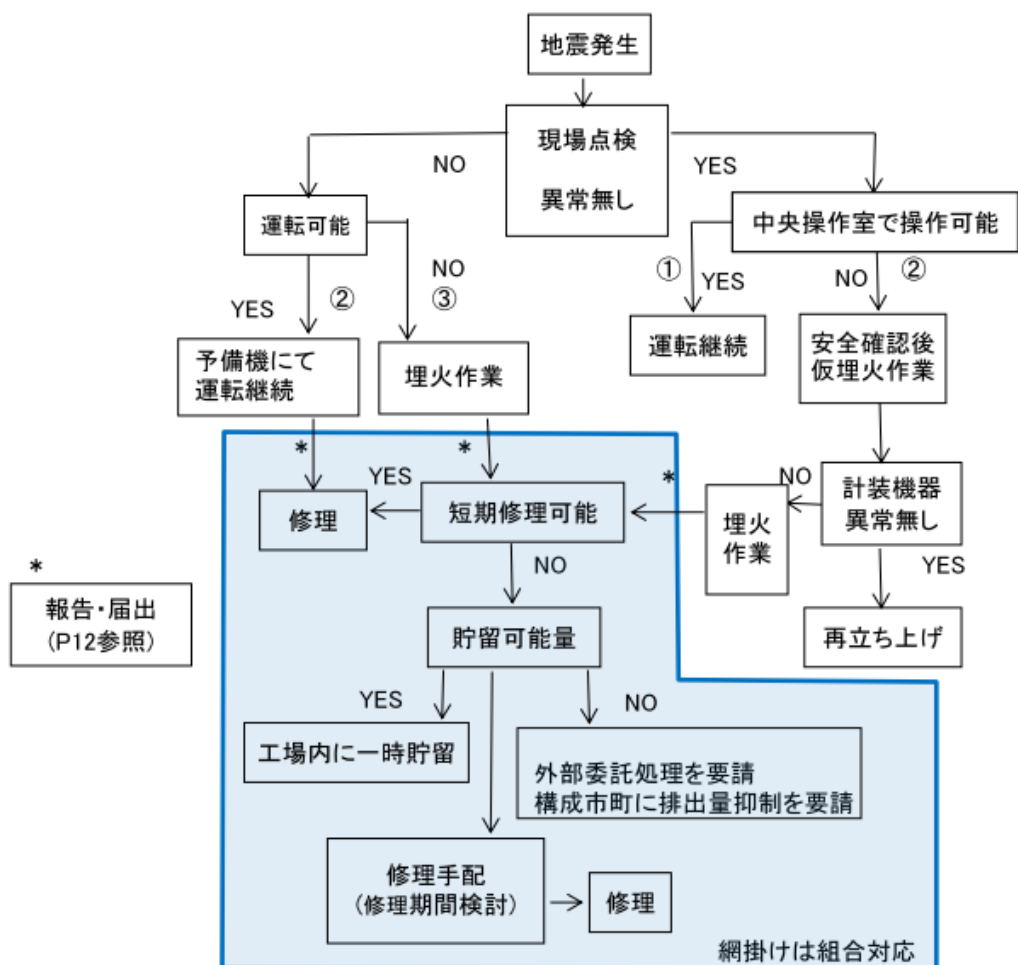 地震発生
現場点検
異常無し
NO
YES
運転可能
中央操作室で操作可能
NO
③
YES
②
①
YES
NO
②
予備機にて
運転継続
埋火作業
運転継続
安全確認後
仮埋火作業
*
*
*
YES
NO
修理
短期修理可能
埋火
作業
計装機器
異常無し
NO
YES
*
報告・届出
(P12参照)
貯留可能量
再立ち上げ
YES
NO
工場内に一時貯留
外部委託処理を要請
構成市町に排出量抑制を要請
修理手配
(修理期間検討)
修理
網掛けは組合対応